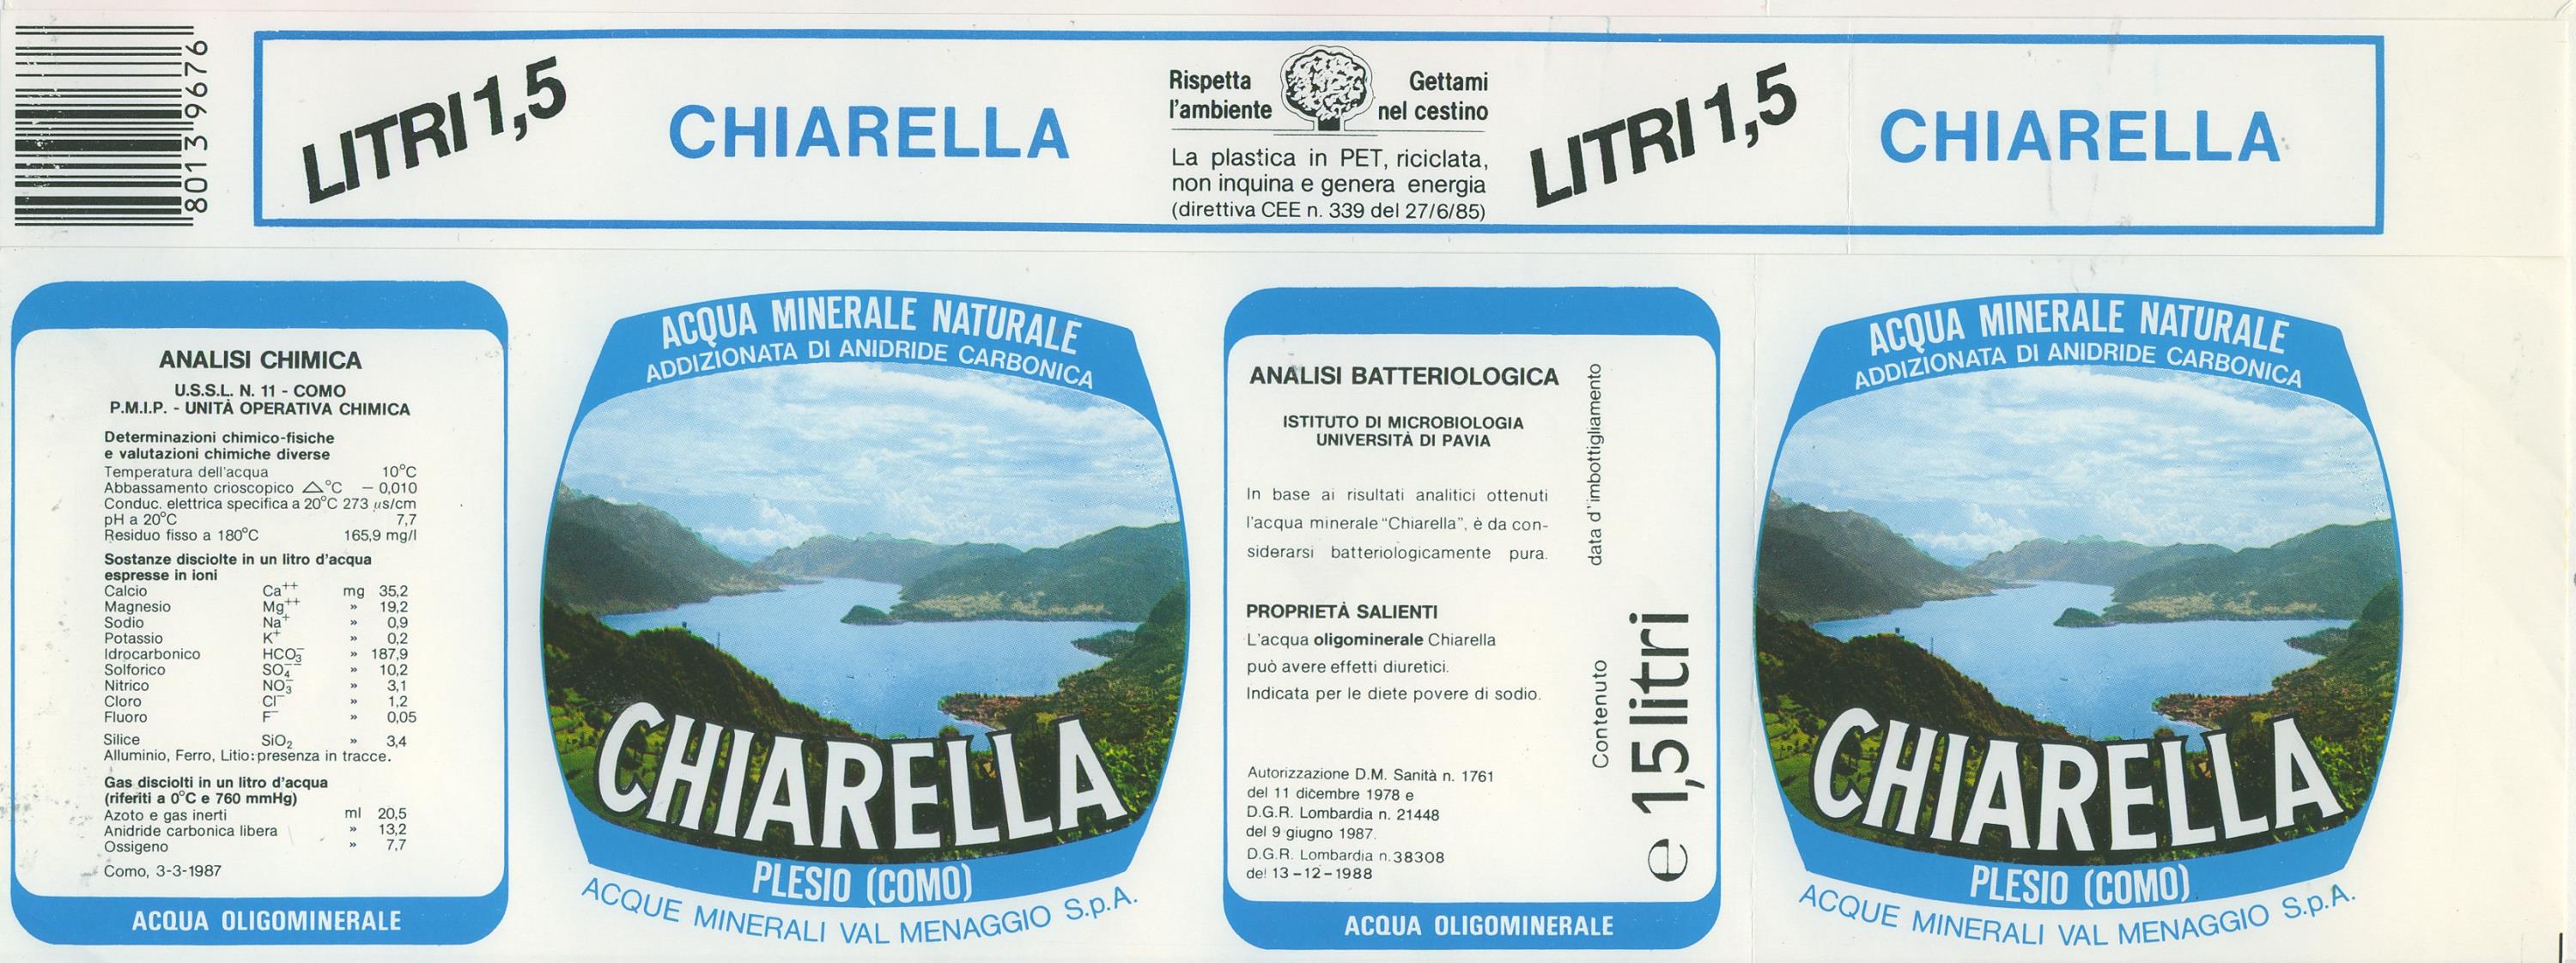 8013 9676
LITRI 1,5
CHIARELLA
Rispetta
l'ambiente
Gettami
nel cestino
La plastica in PET, riciclata,
non inquina e genera energia
(direttiva CEE n. 339 del 27/6/85)
LITRI 1,5
CHIARELLA
ANALISI CHIMICA
U.S.S.L. N. 11 - COMO
P.M.I.P. - UNITÀ OPERATIVA CHIMICA
Determinazioni chimico-fisiche
e valutazioni chimiche diverse
Temperatura dell'acqua 10°C
Abbassamento crioscopico △°C – 0,010
Conduc. elettrica specifica a 20°C 273 µs/cm
pH a 20°C 7,7
Residuo fisso a 180°C 165,9 mg/l
Sostanze disciolte in un litro d'acqua
espresse in ioni
Calcio Ca⁺⁺ mg 35,2
Magnesio Mg⁺⁺ » 19,2
Sodio Na⁺ » 0,9
Potassio K⁺ » 0,2
Idrocarbonico HCO₃⁻ » 187,9
Solforico SO₄⁻⁻ » 10,2
Nitrico NO₃⁻ » 3,1
Cloro Cl⁻ » 1,2
Fluoro F⁻ » 0,05
Silice SiO₂ » 3,4
Alluminio, Ferro, Litio: presenza in tracce.
Gas disciolti in un litro d'acqua
(riferiti a 0°C e 760 mmHg)
Azoto e gas inerti ml 20,5
Anidride carbonica libera » 13,2
Ossigeno » 7,7
Como, 3-3-1987
ACQUA OLIGOMINERALE
ACQUA MINERALE NATURALE
ADDIZIONATA DI ANIDRIDE CARBONICA
CHIARELLA
PLESIO (COMO)
ACQUE MINERALI VAL MENAGGIO S.p.A.
ANALISI BATTERIOLOGICA
ISTITUTO DI MICROBIOLOGIA
UNIVERSITÀ DI PAVIA
In base ai risultati analitici ottenuti
l'acqua minerale "Chiarella", è da con-
siderarsi batteriologicamente pura.
PROPRIETÀ SALIENTI
L'acqua oligominerale Chiarella
può avere effetti diuretici.
Indicata per le diete povere di sodio.
Autorizzazione D.M. Sanità n. 1761
del 11 dicembre 1978 e
D.G.R. Lombardia n. 21448
del 9 giugno 1987.
D.G.R. Lombardia n. 38308
del 13-12-1988
data d'imbottigliamento
Contenuto
e 1,5 litri
ACQUA OLIGOMINERALE
ACQUA MINERALE NATURALE
ADDIZIONATA DI ANIDRIDE CARBONICA
CHIARELLA
PLESIO (COMO)
ACQUE MINERALI VAL MENAGGIO S.p.A.